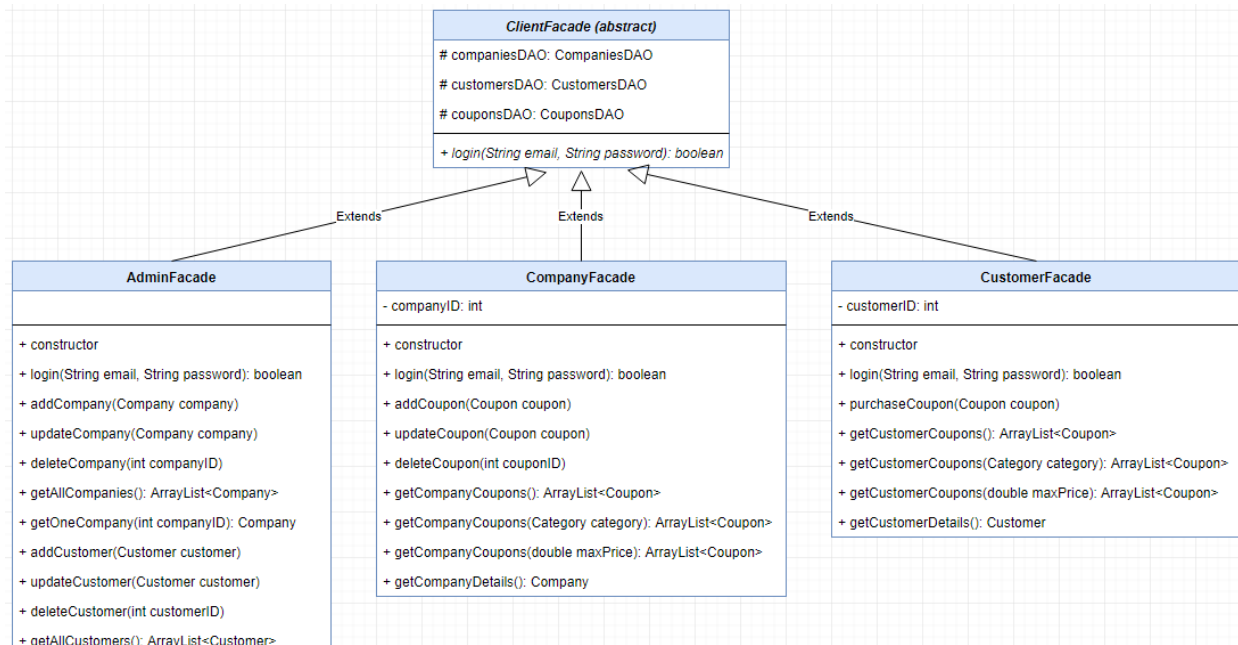 ClientFacade (abstract)
# companiesDAO: CompaniesDAO
# customersDAO: CustomersDAO
# couponsDAO: CouponsDAO
+ login(String email, String password): boolean
Extends
Extends
Extends
AdminFacade
+ constructor
+ login(String email, String password): boolean
+ addCompany(Company company)
+ updateCompany(Company company)
+ deleteCompany(int companyID)
+ getAllCompanies(): ArrayList<Company>
+ getOneCompany(int companyID): Company
+ addCustomer(Customer customer)
+ updateCustomer(Customer customer)
+ deleteCustomer(int customerID)
+ getAllCustomers(): ArrayList<Customer>
CompanyFacade
- companyID: int
+ constructor
+ login(String email, String password): boolean
+ addCoupon(Coupon coupon)
+ updateCoupon(Coupon coupon)
+ deleteCoupon(int couponID)
+ getCompanyCoupons(): ArrayList<Coupon>
+ getCompanyCoupons(Category category): ArrayList<Coupon>
+ getCompanyCoupons(double maxPrice): ArrayList<Coupon>
+ getCompanyDetails(): Company
CustomerFacade
- customerID: int
+ constructor
+ login(String email, String password): boolean
+ purchaseCoupon(Coupon coupon)
+ getCustomerCoupons(): ArrayList<Coupon>
+ getCustomerCoupons(Category category): ArrayList<Coupon>
+ getCustomerCoupons(double maxPrice): ArrayList<Coupon>
+ getCustomerDetails(): Customer